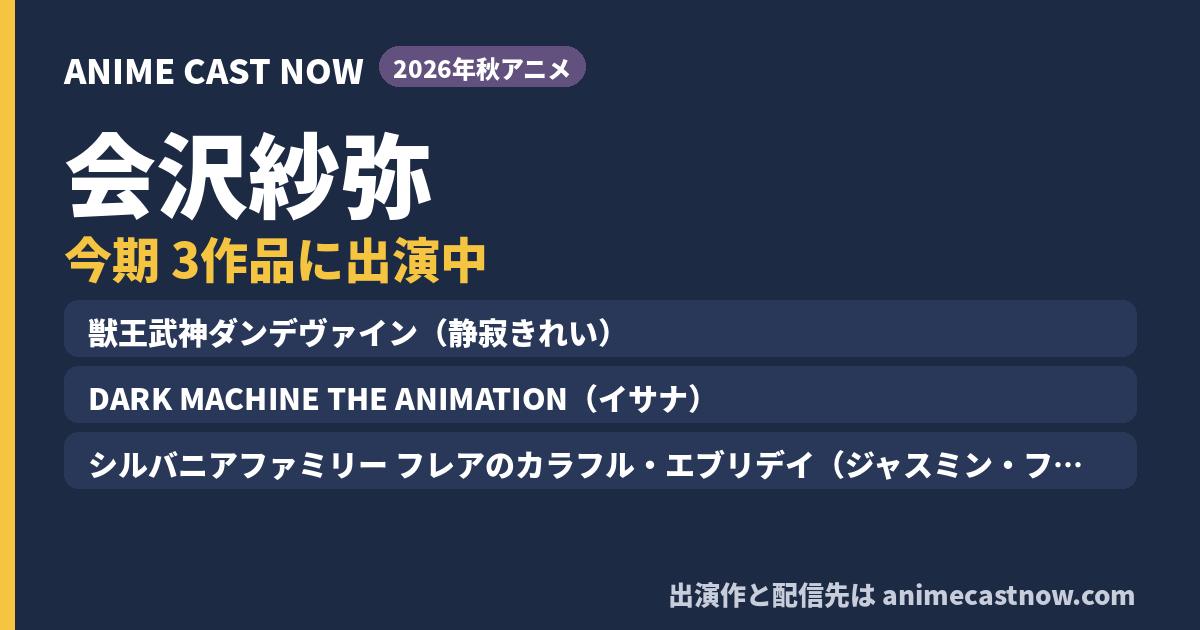 ANIME CAST NOW 2026年秋アニメ
会沢紗弥
今期 3作品に出演中
獣王武神ダンデヴァイン（静寂きれい）
DARK MACHINE THE ANIMATION（イサナ）
シルバニアファミリー フレアのカラフル・エブリデイ（ジャスミン・フ…
出演作と配信先は animecastnow.com